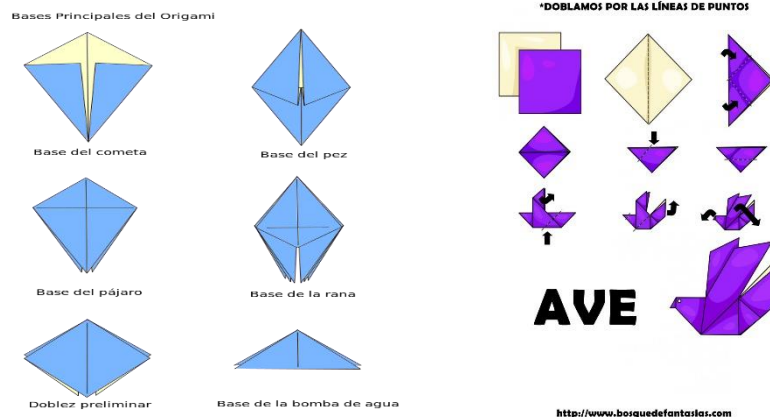 Bases Principales del Origami
Base del cometa
Base del pez
Base del pájaro
Base de la rana
Doblez preliminar
Base de la bomba de agua
*DOBLAMOS POR LAS LÍNEAS DE PUNTOS
AVE
http://www.bosquedefantasias.com